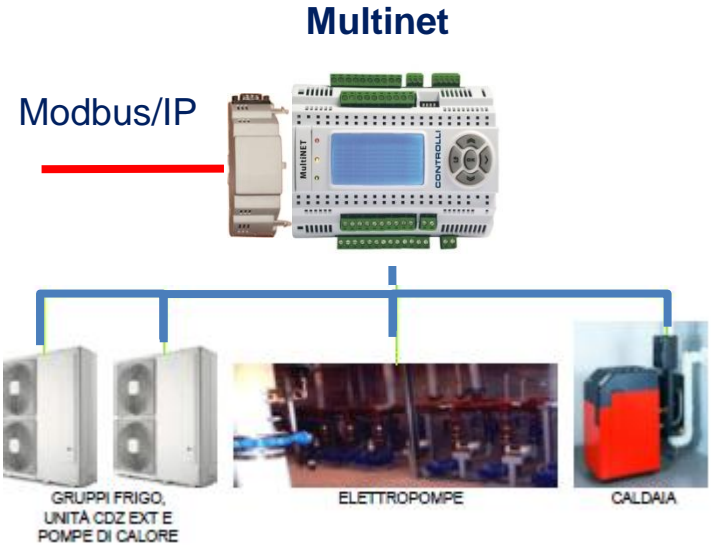 Multinet
Modbus/IP
MultiNET
CONTROLLI
GRUPPI FRIGO,
UNITÀ CDZ EXT E
POMPE DI CALORE
ELETTROPOMPE
CALDAIA